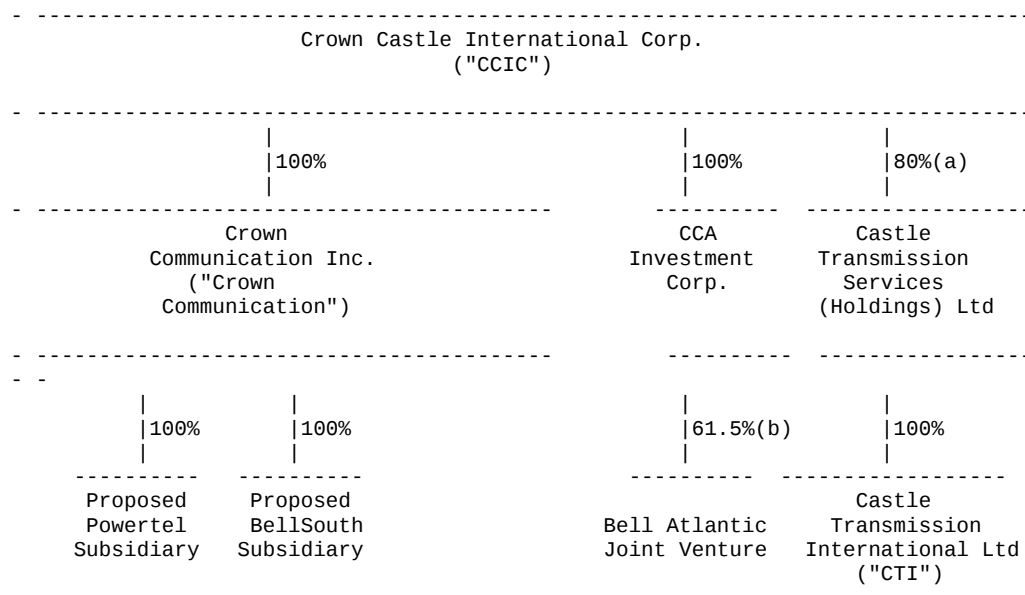 - --------------------------------------------------------------------------------
Crown Castle International Corp.
("CCIC")
- --------------------------------------------------------------------------------
| | |
|100% |100% |80%(a)
| | |
- ----------------------------------------- ---------- ------------------
Crown CCA Castle
Communication Inc. Investment Transmission
("Crown Corp. Services
Communication") (Holdings) Ltd
- ----------------------------------------- ---------- -----------------
- -
| | | |
|100% |100% |61.5%(b) |100%
| | | |
---------- ---------- ---------- ------------------
Proposed Proposed Castle
Powertel BellSouth Bell Atlantic Transmission
Subsidiary Subsidiary Joint Venture International Ltd
("CTI")